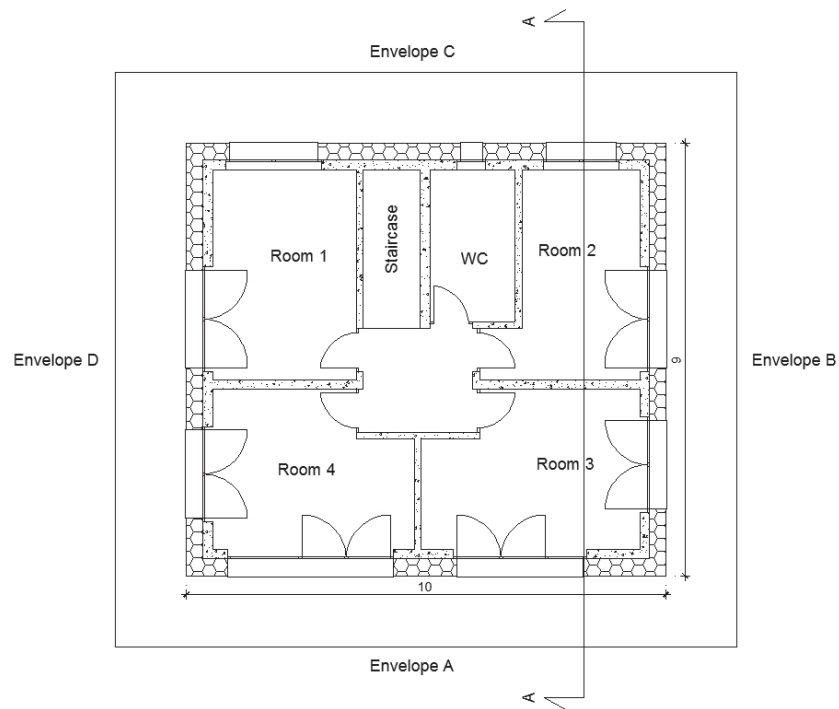 A
Envelope C
Room 1
Staircase
WC
Room 2
Envelope D
Envelope B
9
Room 4
Room 3
10
Envelope A
A